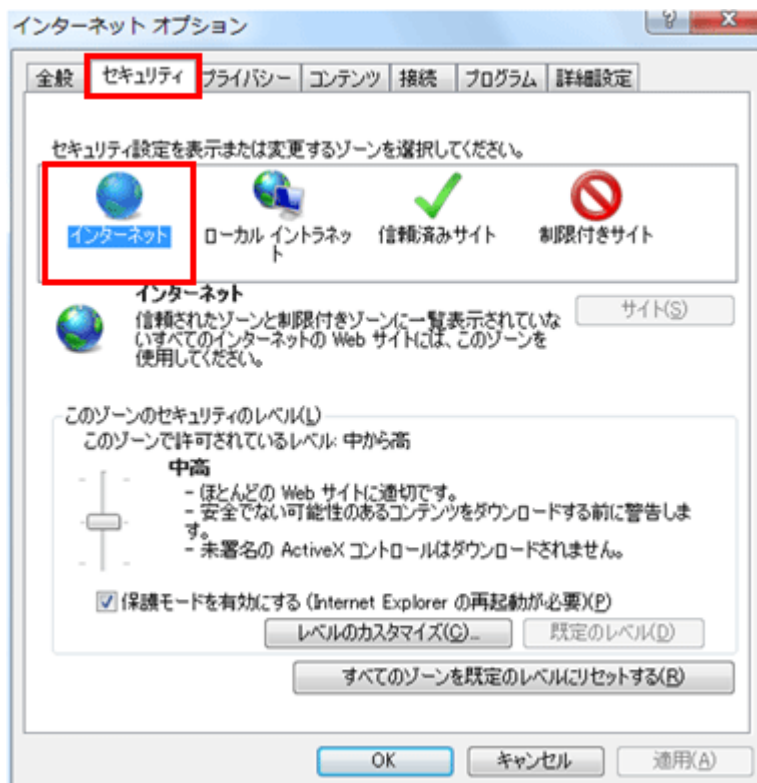 インターネット オプション
全般 セキュリティ プライバシー コンテンツ 接続 プログラム 詳細設定
セキュリティ設定を表示または変更するゾーンを選択してください。
インターネット ローカル イントラネッ 信頼済みサイト 制限付きサイト
ト
インターネット
サイト(S)
信頼されたゾーンと制限付きゾーンに一覧表示されていな
いすべてのインターネットの Web サイトには、このゾーンを
使用してください。
このゾーンのセキュリティのレベル(L)
このゾーンで許可されているレベル: 中から高
中高
- ほとんどの Web サイトに適切です。
- 安全でない可能性のあるコンテンツをダウンロードする前に警告しま
す。
- 未署名の ActiveX コントロールはダウンロードされません。
保護モードを有効にする (Internet Explorer の再起動が必要)(P)
レベルのカスタマイズ(C)... 既定のレベル(D)
すべてのゾーンを既定のレベルにリセットする(R)
OK キャンセル 適用(A)